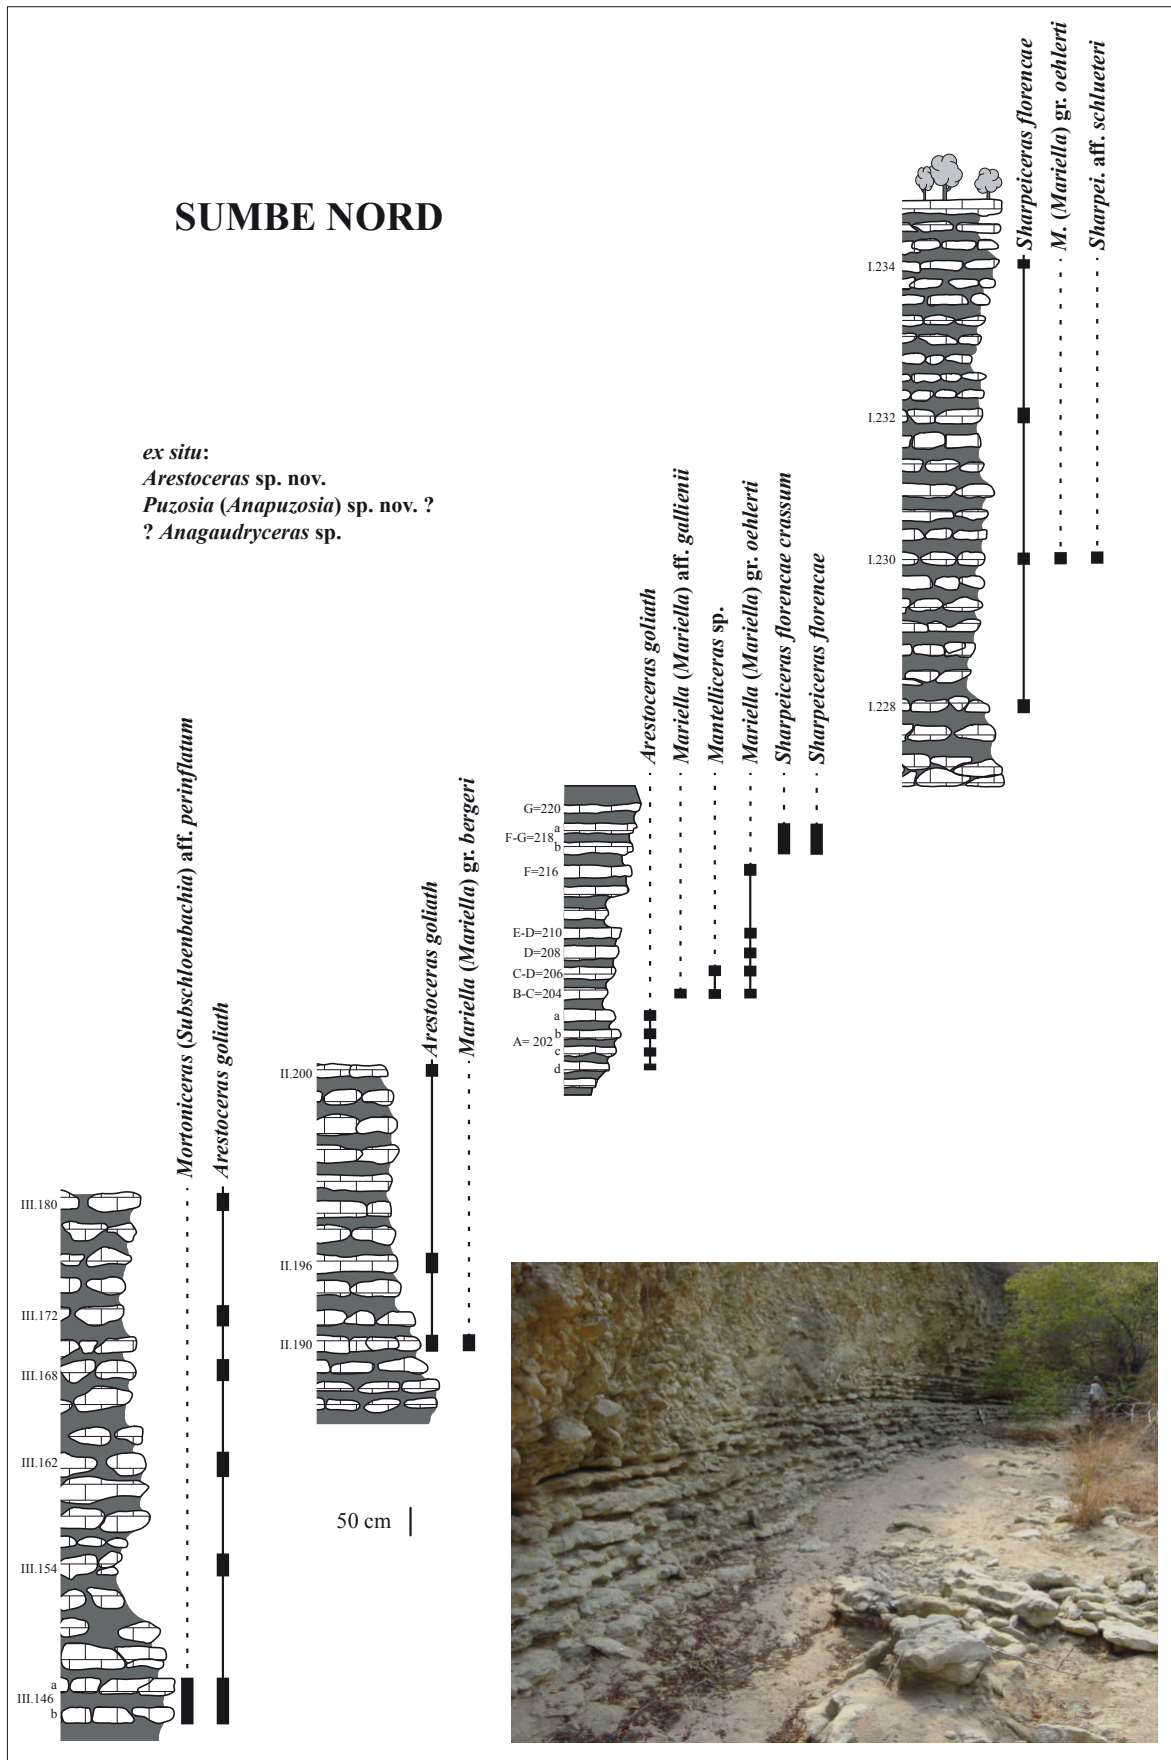 SUMBE NORD
ex situ:
Arestoceras sp. nov.
Puzosia (Anapuzosia) sp. nov. ?
? Anagaudryceras sp.
Mortoniceras (Subschloenbachia) aff. perinflatum
Arestoceras goliath
III.180
III.172
III.168
III.162
III.154
a
III.146
b
Arestoceras goliath
Mariella (Mariella) gr. bergeri
II.200
II.196
II.190
50 cm
Arestoceras goliath
Mariella (Mariella) aff. gallienii
Mantelliceras sp.
Mariella (Mariella) gr. oehlerti
Sharpeiceras florencae crassum
Sharpeiceras florencae
G=220
a
F-G=218
b
F=216
E-D=210
D=208
C-D=206
B-C=204
a
b
A= 202
c
d
Sharpeiceras florencae
M. (Mariella) gr. oehlerti
Sharpei. aff. schlueteri
I.234
I.232
I.230
I.228